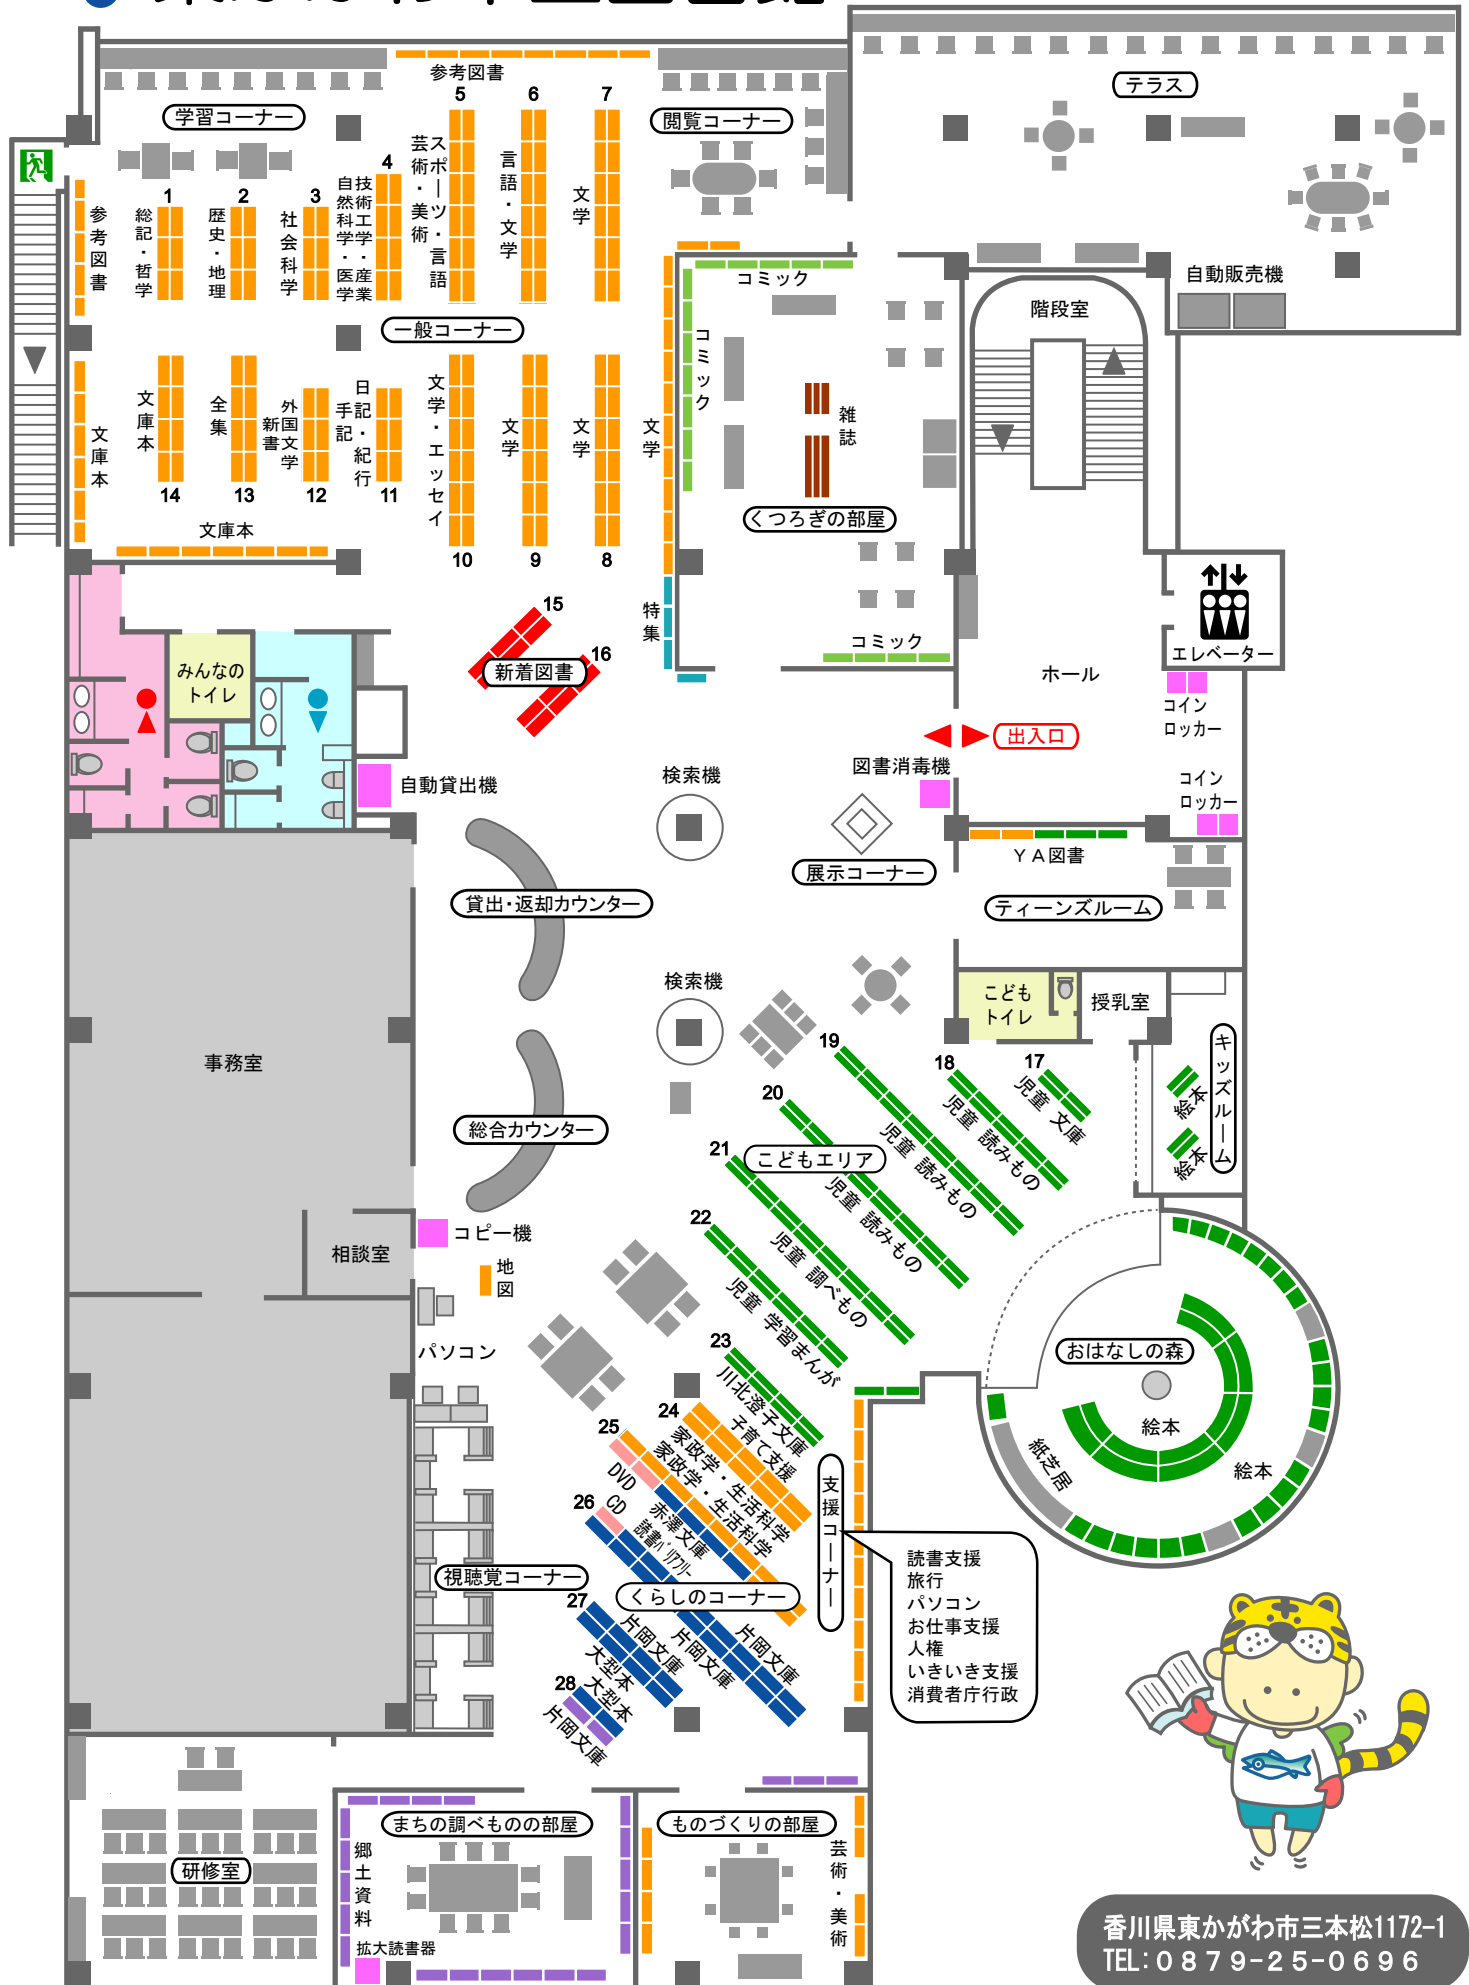 参考図書
学習コーナー
閲覧コーナー
テラス
参考図書
1
総記・哲学
2
歴史・地理
3
社会科学
4
技術工学・産業
自然科学・医学
5
スポーツ・言語
芸術・美術
6
言語・文学
7
文学
一般コーナー
コミック
コミック
自動販売機
階段室
文庫本
文庫本
14
全集
13
外国文学
新書
12
日記・紀行
手記
11
文学・エッセイ
10
文学
9
文学
8
文学
雑誌
くつろぎの部屋
文庫本
コミック
特集
15
新着図書
16
みんなの
トイレ
エレベーター
ホール
コイン
ロッカー
出入口
図書消毒機
コイン
ロッカー
自動貸出機
検索機
展示コーナー
YA図書
ティーンズルーム
貸出・返却カウンター
検索機
こども
トイレ
授乳室
事務室
総合カウンター
キッズルーム
絵本
絵本
17
児童 文庫
18
児童 読みもの
19
児童 読みもの
20
児童 読みもの
こどもエリア
21
児童 調べもの
22
児童 学習まんが
23
川北澄子文庫
コピー機
相談室
地図
パソコン
おはなしの森
絵本
絵本
紙芝居
24
子育て支援
家政学・生活科学
25
家政学・生活科学
DVD
赤澤文庫
26
CD
読書バリアフリー
くらしのコーナー
片岡文庫
片岡文庫
視聴覚コーナー
27
片岡文庫
大型本
28
大型本
片岡文庫
支援コーナー
読書支援
旅行
パソコン
お仕事支援
人権
いきいき支援
消費者庁行政
まちの調べものの部屋
ものづくりの部屋
研修室
郷土資料
拡大読書器
芸術・美術
香川県東かがわ市三本松1172-1
TEL:0879-25-0696